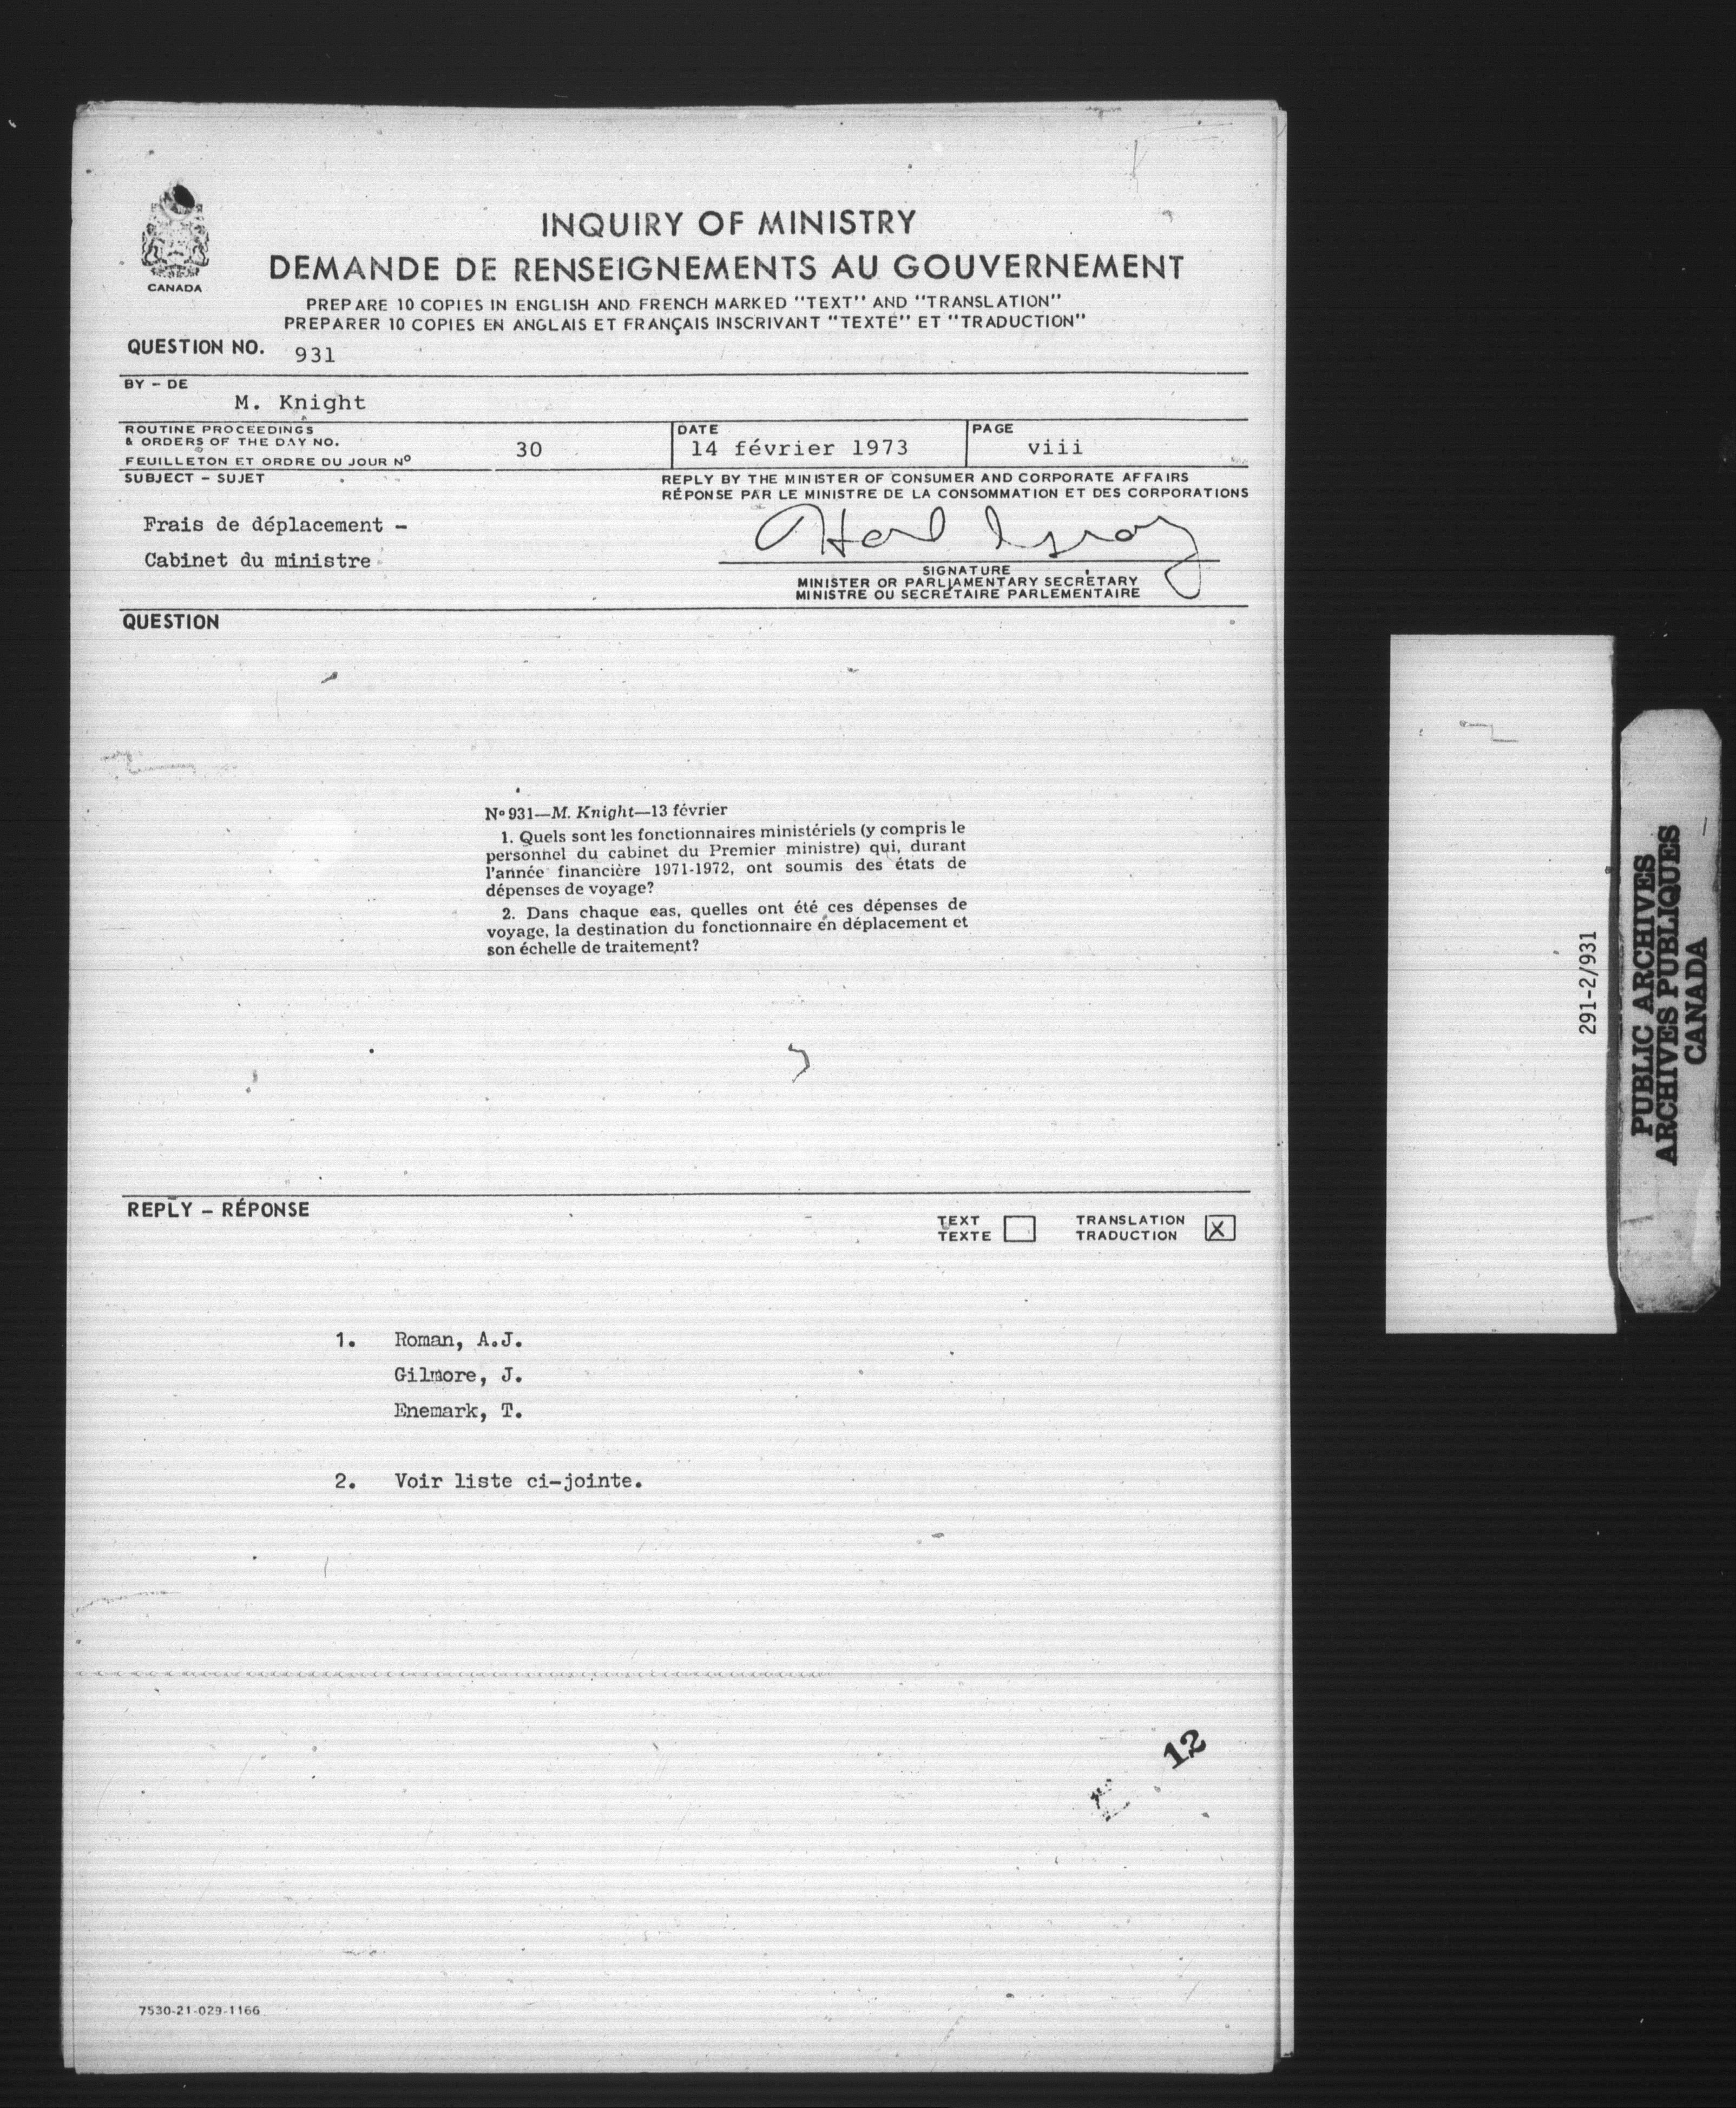 CANADA
INQUIRY OF MINISTRY
DEMANDE DE RENSEIGNEMENTS AU GOUVERNEMENT
PREPARE 10 COPIES IN ENGLISH AND FRENCH MARKED "TEXT" AND "TRANSLATION"
PREPARER 10 COPIES EN ANGLAIS ET FRANÇAIS INSCRIVANT "TEXTE" ET "TRADUCTION"
QUESTION NO. 931
BY - DE
M. Knight
ROUTINE PROCEEDINGS
& ORDERS OF THE DAY NO.
FEUILLETON ET ORDRE DU JOUR Nº
30
DATE
14 février 1973
PAGE
viii
SUBJECT - SUJET
Frais de déplacement -
Cabinet du ministre
REPLY BY THE MINISTER OF CONSUMER AND CORPORATE AFFAIRS
RÉPONSE PAR LE MINISTRE DE LA CONSOMMATION ET DES CORPORATIONS
SIGNATURE
MINISTER OR PARLIAMENTARY SECRETARY
MINISTRE OU SECRÉTAIRE PARLEMENTAIRE
QUESTION
Nº 931—M. Knight—13 février
1. Quels sont les fonctionnaires ministériels (y compris le
personnel du cabinet du Premier ministre) qui, durant
l'année financière 1971-1972, ont soumis des états de
dépenses de voyage?
2. Dans chaque cas, quelles ont été ces dépenses de
voyage, la destination du fonctionnaire en déplacement et
son échelle de traitement?
REPLY - RÉPONSE
TEXT
TEXTE
TRANSLATION
TRADUCTION
X
1. Roman, A.J.
Gilmore, J.
Enemark, T.
2. Voir liste ci-jointe.
12
7530-21-029-1166
291-2/931
PUBLIC ARCHIVES
ARCHIVES PUBLIQUES
CANADA